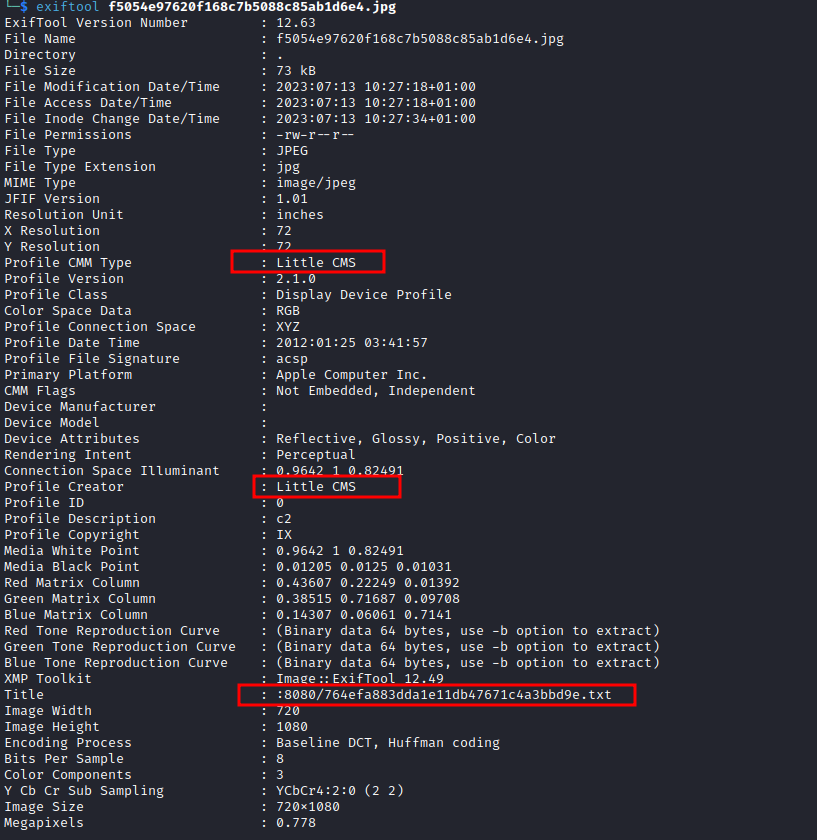 └─$ exiftool f5054e97620f168c7b5088c85ab1d6e4.jpg
ExifTool Version Number : 12.63
File Name : f5054e97620f168c7b5088c85ab1d6e4.jpg
Directory : .
File Size : 73 kB
File Modification Date/Time : 2023:07:13 10:27:18+01:00
File Access Date/Time : 2023:07:13 10:27:18+01:00
File Inode Change Date/Time : 2023:07:13 10:27:34+01:00
File Permissions : -rw-r--r--
File Type : JPEG
File Type Extension : jpg
MIME Type : image/jpeg
JFIF Version : 1.01
Resolution Unit : inches
X Resolution : 72
Y Resolution : 72
Profile CMM Type : Little CMS
Profile Version : 2.1.0
Profile Class : Display Device Profile
Color Space Data : RGB
Profile Connection Space : XYZ
Profile Date Time : 2012:01:25 03:41:57
Profile File Signature : acsp
Primary Platform : Apple Computer Inc.
CMM Flags : Not Embedded, Independent
Device Manufacturer :
Device Model :
Device Attributes : Reflective, Glossy, Positive, Color
Rendering Intent : Perceptual
Connection Space Illuminant : 0.9642 1 0.82491
Profile Creator : Little CMS
Profile ID : 0
Profile Description : c2
Profile Copyright : IX
Media White Point : 0.9642 1 0.82491
Media Black Point : 0.01205 0.0125 0.01031
Red Matrix Column : 0.43607 0.22249 0.01392
Green Matrix Column : 0.38515 0.71687 0.09708
Blue Matrix Column : 0.14307 0.06061 0.7141
Red Tone Reproduction Curve : (Binary data 64 bytes, use -b option to extract)
Green Tone Reproduction Curve : (Binary data 64 bytes, use -b option to extract)
Blue Tone Reproduction Curve : (Binary data 64 bytes, use -b option to extract)
XMP Toolkit : Image::ExifTool 12.49
Title : :8080/764efa883dda1e11db47671c4a3bbd9e.txt
Image Width : 720
Image Height : 1080
Encoding Process : Baseline DCT, Huffman coding
Bits Per Sample : 8
Color Components : 3
Y Cb Cr Sub Sampling : YCbCr4:2:0 (2 2)
Image Size : 720×1080
Megapixels : 0.778